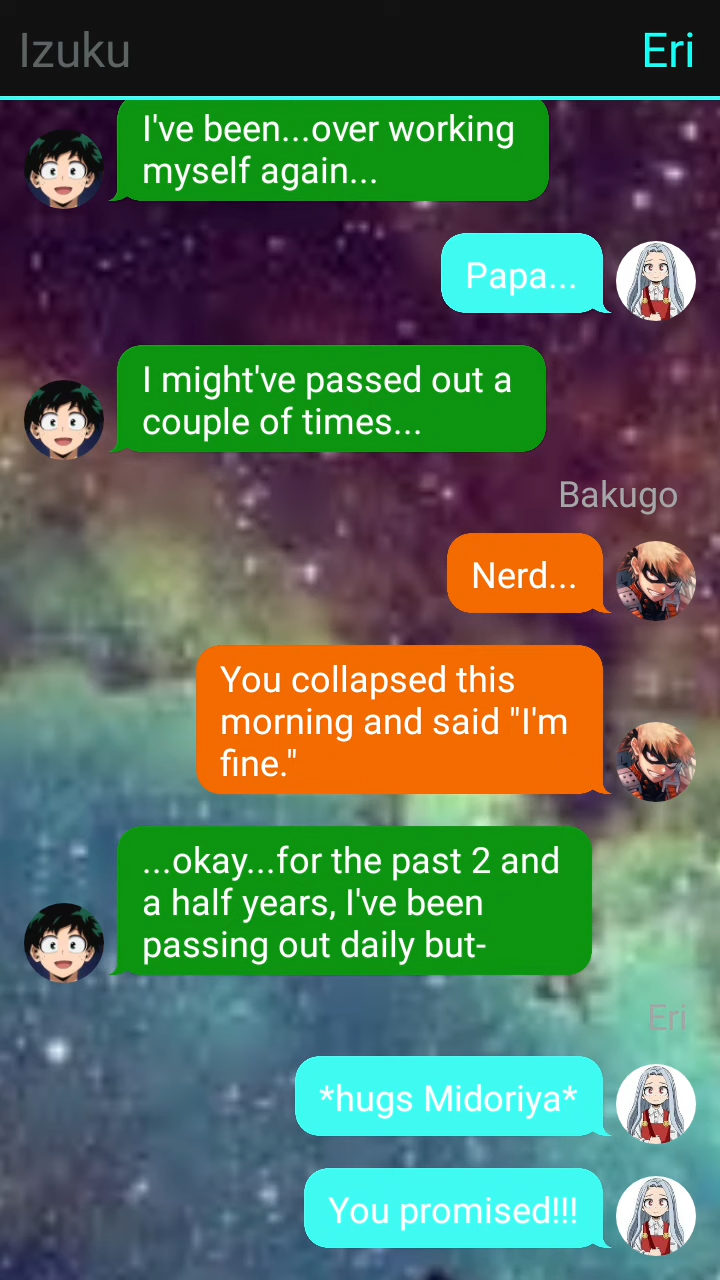 Izuku
Eri
I've been...over working
myself again...
Papa...
I might've passed out a
couple of times...
Bakugo
Nerd...
You collapsed this
morning and said "I'm
fine."
...okay...for the past 2 and
a half years, I've been
passing out daily but-
Eri
*hugs Midoriya*
You promised!!!